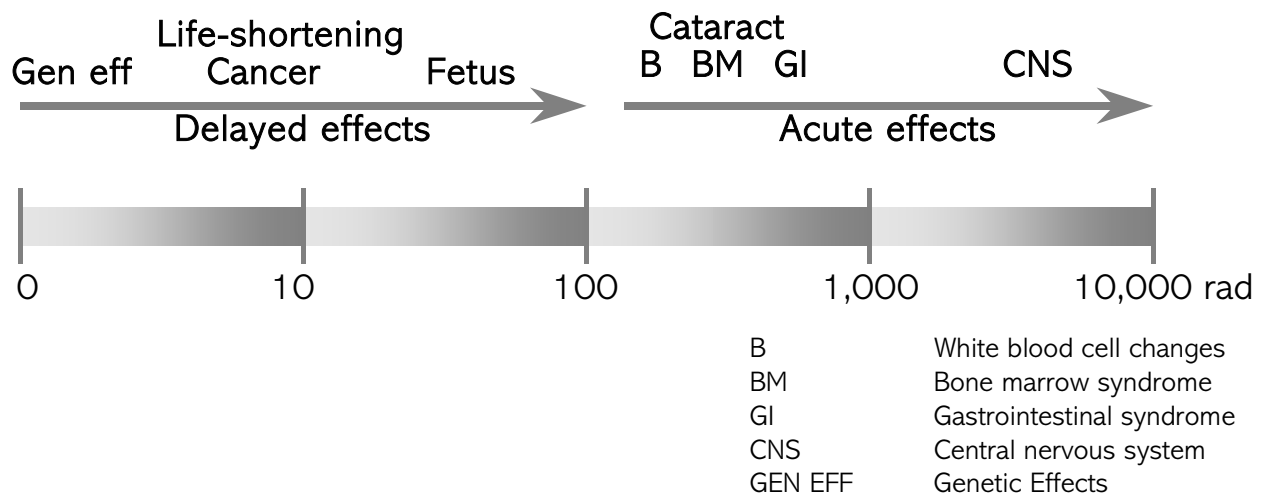 Life-shortening
Gen eff Cancer Fetus
Delayed effects
Cataract
B BM GI CNS
Acute effects
0 10 100 1,000 10,000 rad
B White blood cell changes
BM Bone marrow syndrome
GI Gastrointestinal syndrome
CNS Central nervous system
GEN EFF Genetic Effects